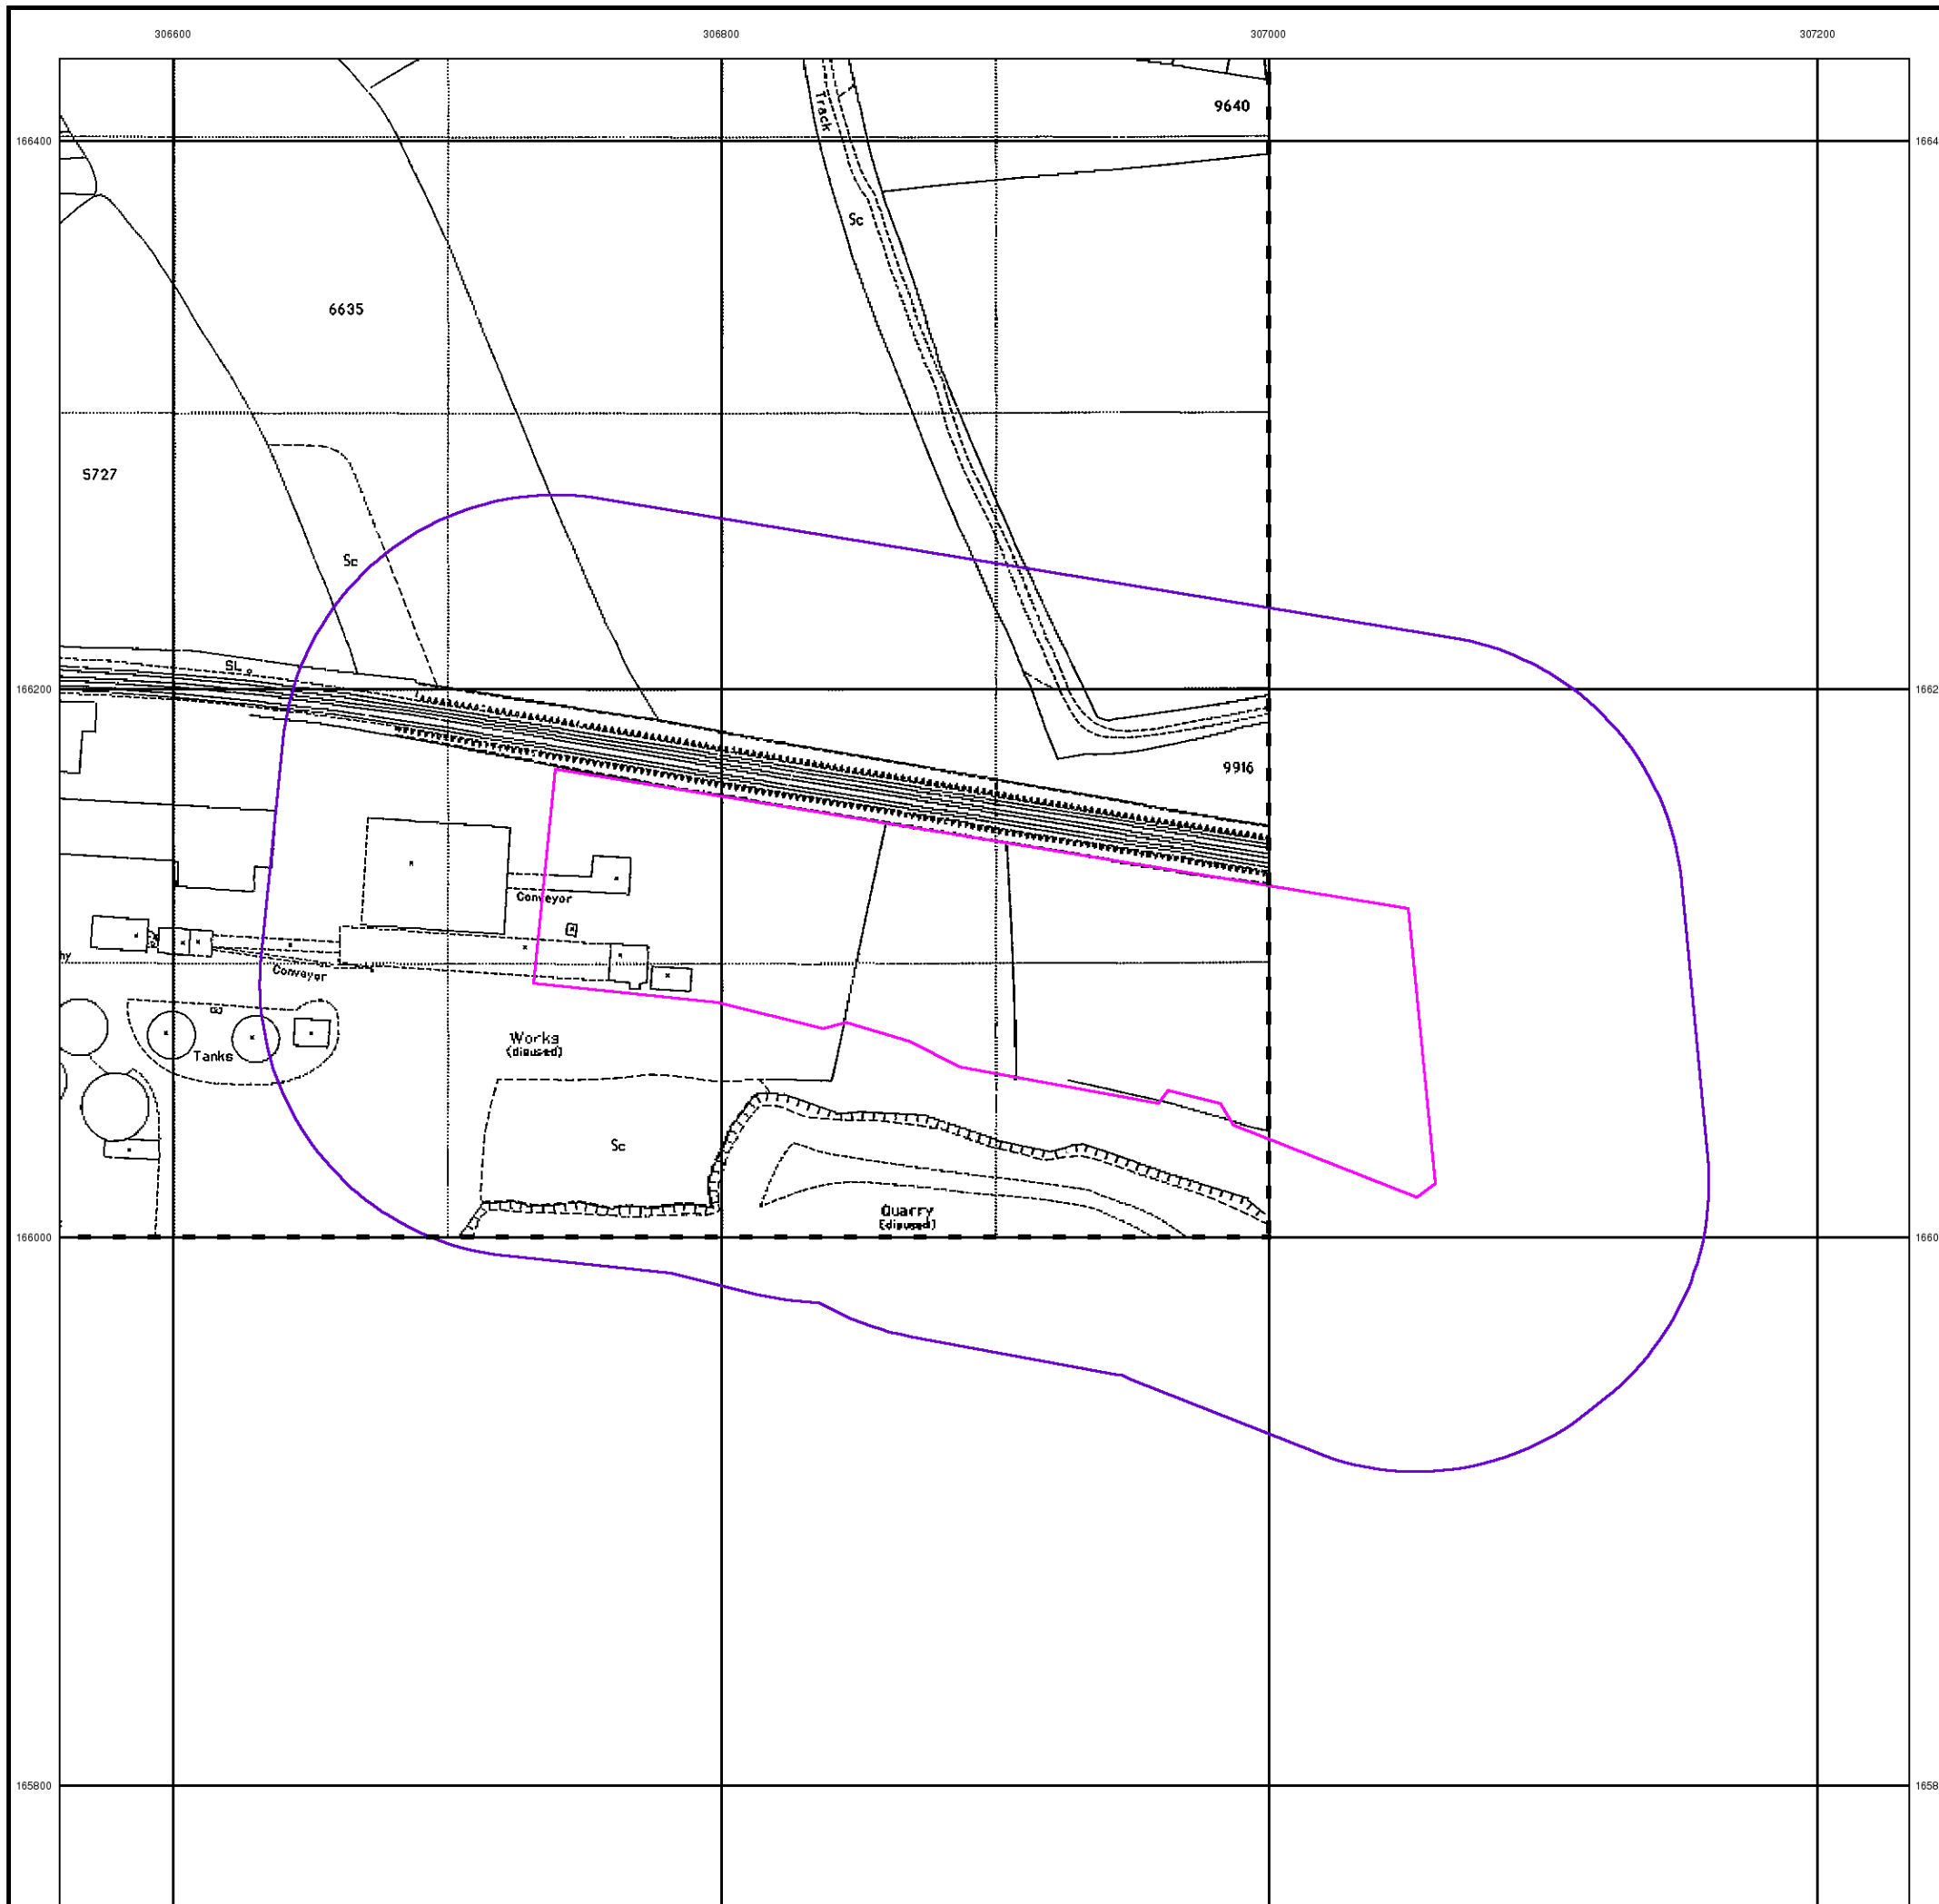 306600 306800 307000 307200
9640
Track
166400
Sc
6635
5727
Sc
SL
166200
9916
Conveyor
Conveyor
Works
(disused)
Tanks
Sc
Quarry
(disused)
166000
165800